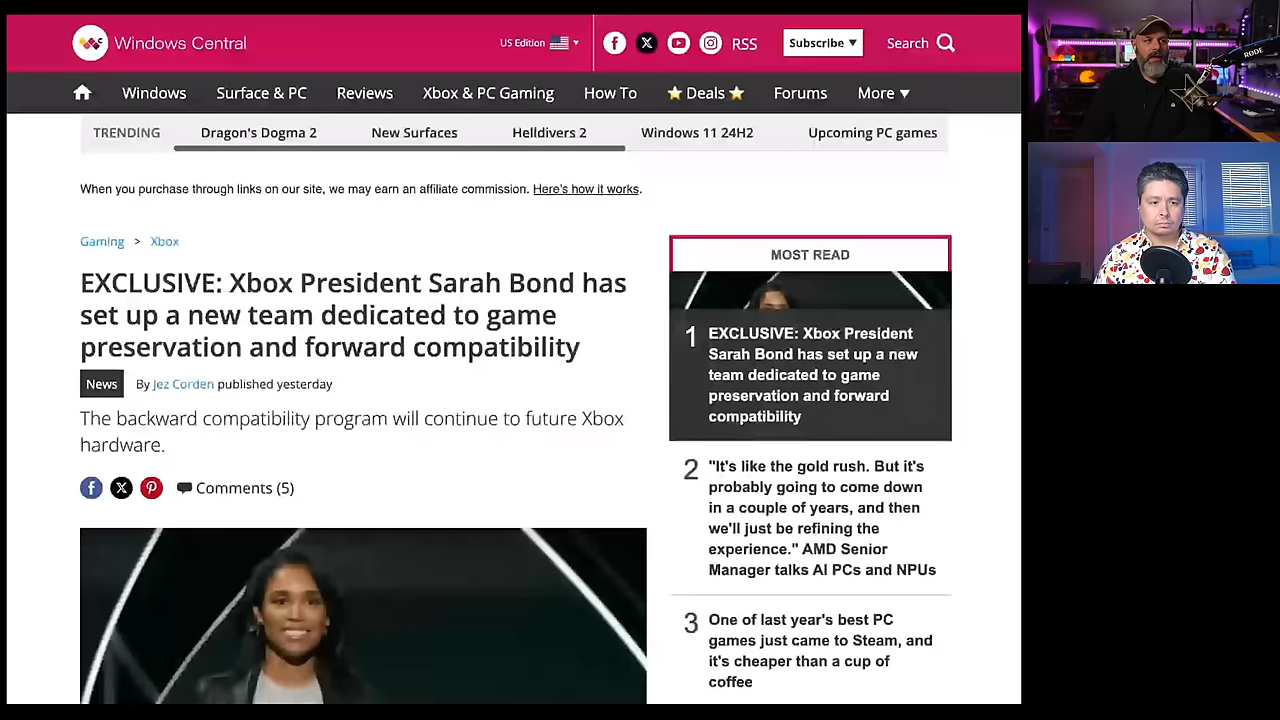 Windows Central
US Edition
RSS
Subscribe ▼
Search
Windows
Surface & PC
Reviews
Xbox & PC Gaming
How To
Deals
Forums
More ▼
TRENDING
Dragon's Dogma 2
New Surfaces
Helldivers 2
Windows 11 24H2
Upcoming PC games
When you purchase through links on our site, we may earn an affiliate commission. Here's how it works.
Gaming > Xbox
EXCLUSIVE: Xbox President Sarah Bond has
set up a new team dedicated to game
preservation and forward compatibility
News By Jez Corden published yesterday
The backward compatibility program will continue to future Xbox
hardware.
Comments (5)
MOST READ
1
EXCLUSIVE: Xbox President
Sarah Bond has set up a new
team dedicated to game
preservation and forward
compatibility
2
"It's like the gold rush. But it's
probably going to come down
in a couple of years, and then
we'll just be refining the
experience." AMD Senior
Manager talks AI PCs and NPUs
3
One of last year's best PC
games just came to Steam, and
it's cheaper than a cup of
coffee
RODE